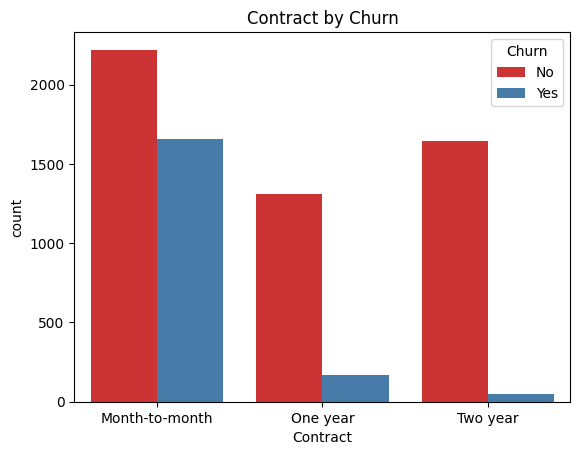 Contract by Churn
Churn
No
Yes
2000
1500
1000
500
0
count
Month-to-month
One year
Two year
Contract